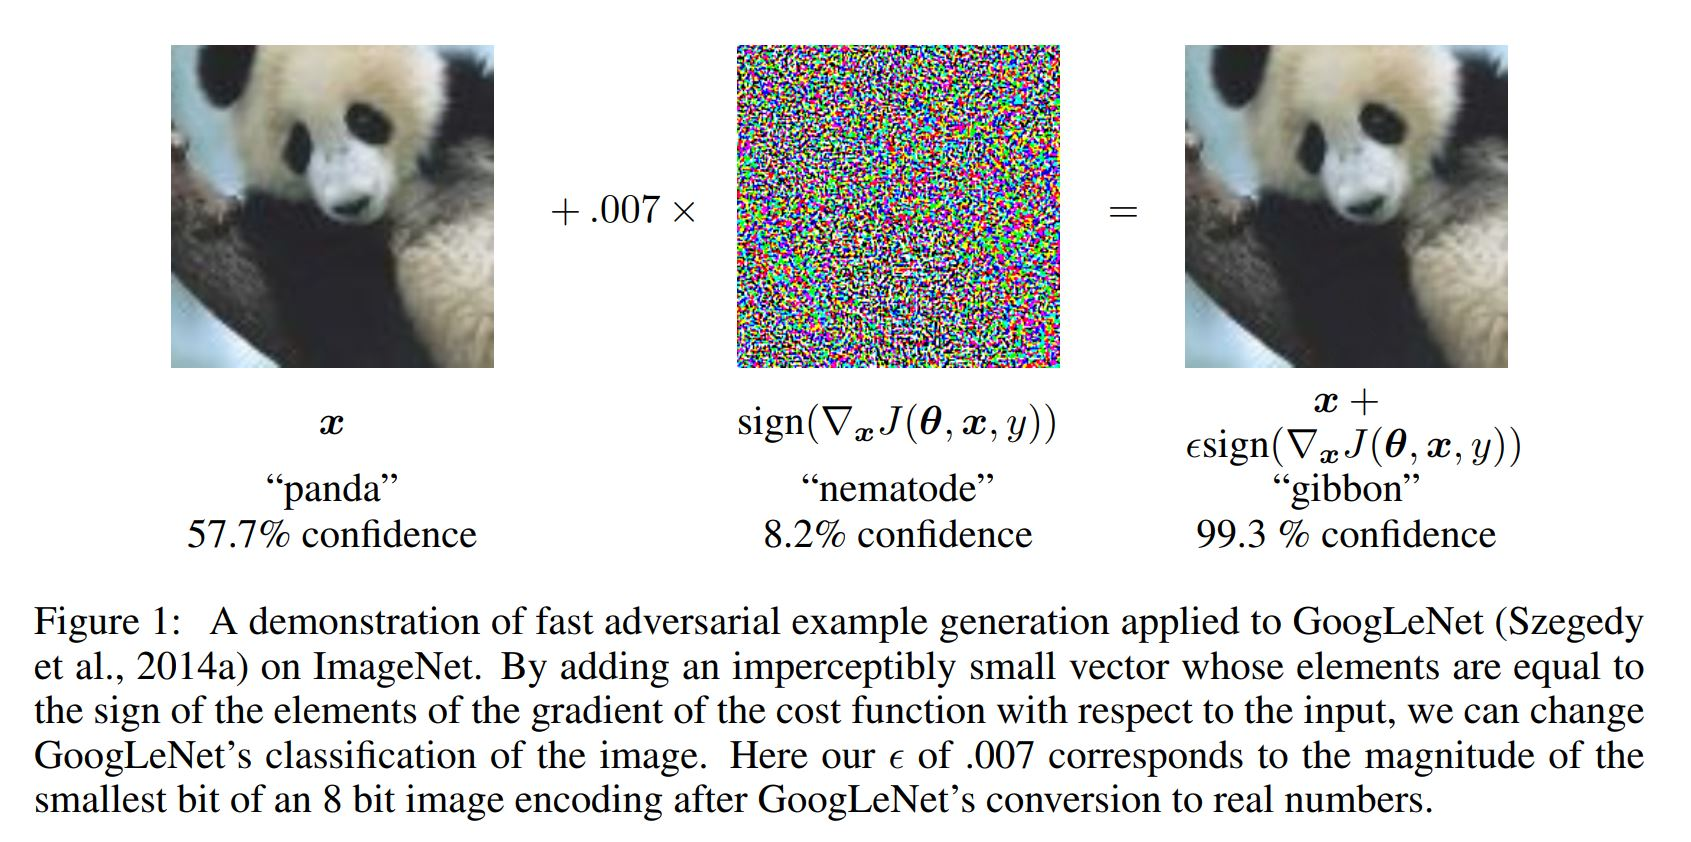 + .007 ×
=
x
sign(∇ₓJ(θ, x, y))
x +
ϵsign(∇ₓJ(θ, x, y))
“panda”
“nematode”
“gibbon”
57.7% confidence
8.2% confidence
99.3 % confidence
Figure 1: A demonstration of fast adversarial example generation applied to GoogLeNet (Szegedy
et al., 2014a) on ImageNet. By adding an imperceptibly small vector whose elements are equal to
the sign of the elements of the gradient of the cost function with respect to the input, we can change
GoogLeNet’s classification of the image. Here our ϵ of .007 corresponds to the magnitude of the
smallest bit of an 8 bit image encoding after GoogLeNet’s conversion to real numbers.